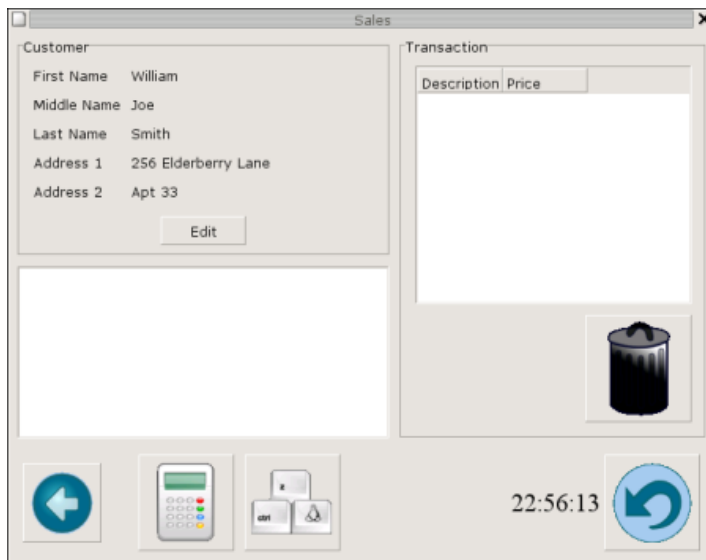 Sales
Customer
First Name William
Middle Name Joe
Last Name Smith
Address 1 256 Elderberry Lane
Address 2 Apt 33
Edit
Transaction
Description Price
ctrl
22:56:13